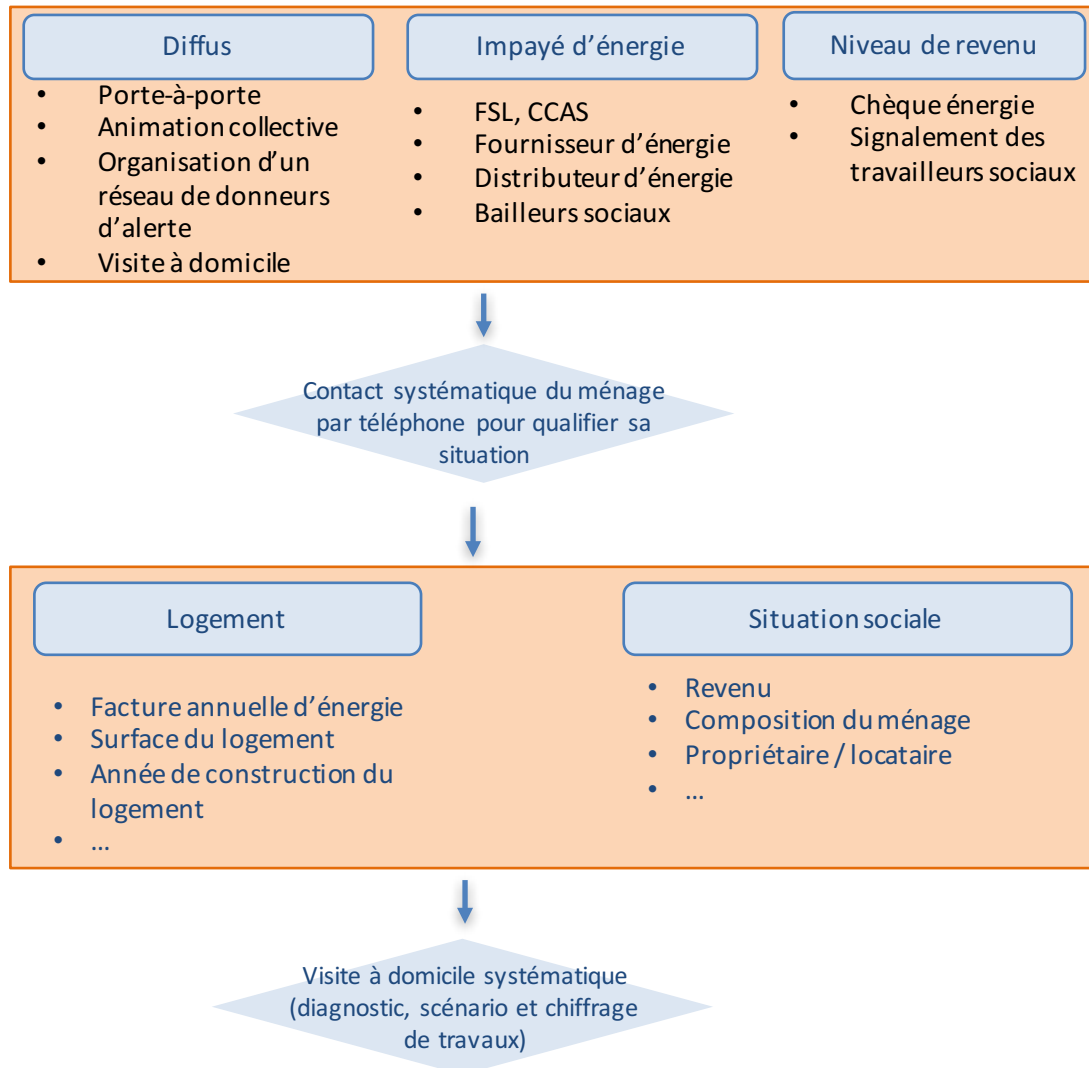 Diffus
• Porte-à-porte
• Animation collective
• Organisation d'un
réseau de donneurs
d'alerte
• Visite à domicile
Impayé d'énergie
• FSL, CCAS
• Fournisseur d'énergie
• Distributeur d'énergie
• Bailleurs sociaux
Niveau de revenu
• Chèque énergie
• Signalement des
travailleurs sociaux
Contact systématique du ménage
par téléphone pour qualifier sa
situation
Logement
• Facture annuelle d'énergie
• Surface du logement
• Année de construction du
logement
• ...
Situation sociale
• Revenu
• Composition du ménage
• Propriétaire / locataire
• ...
Visite à domicile systématique
(diagnostic, scénario et chiffrage
de travaux)